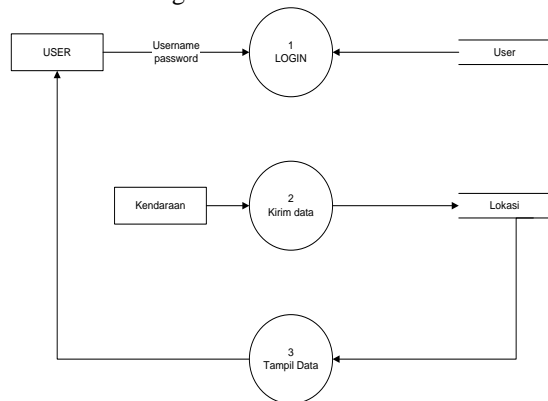 USER
Username
password
1
LOGIN
User
Kendaraan
2
Kirim data
Lokasi
3
Tampil Data